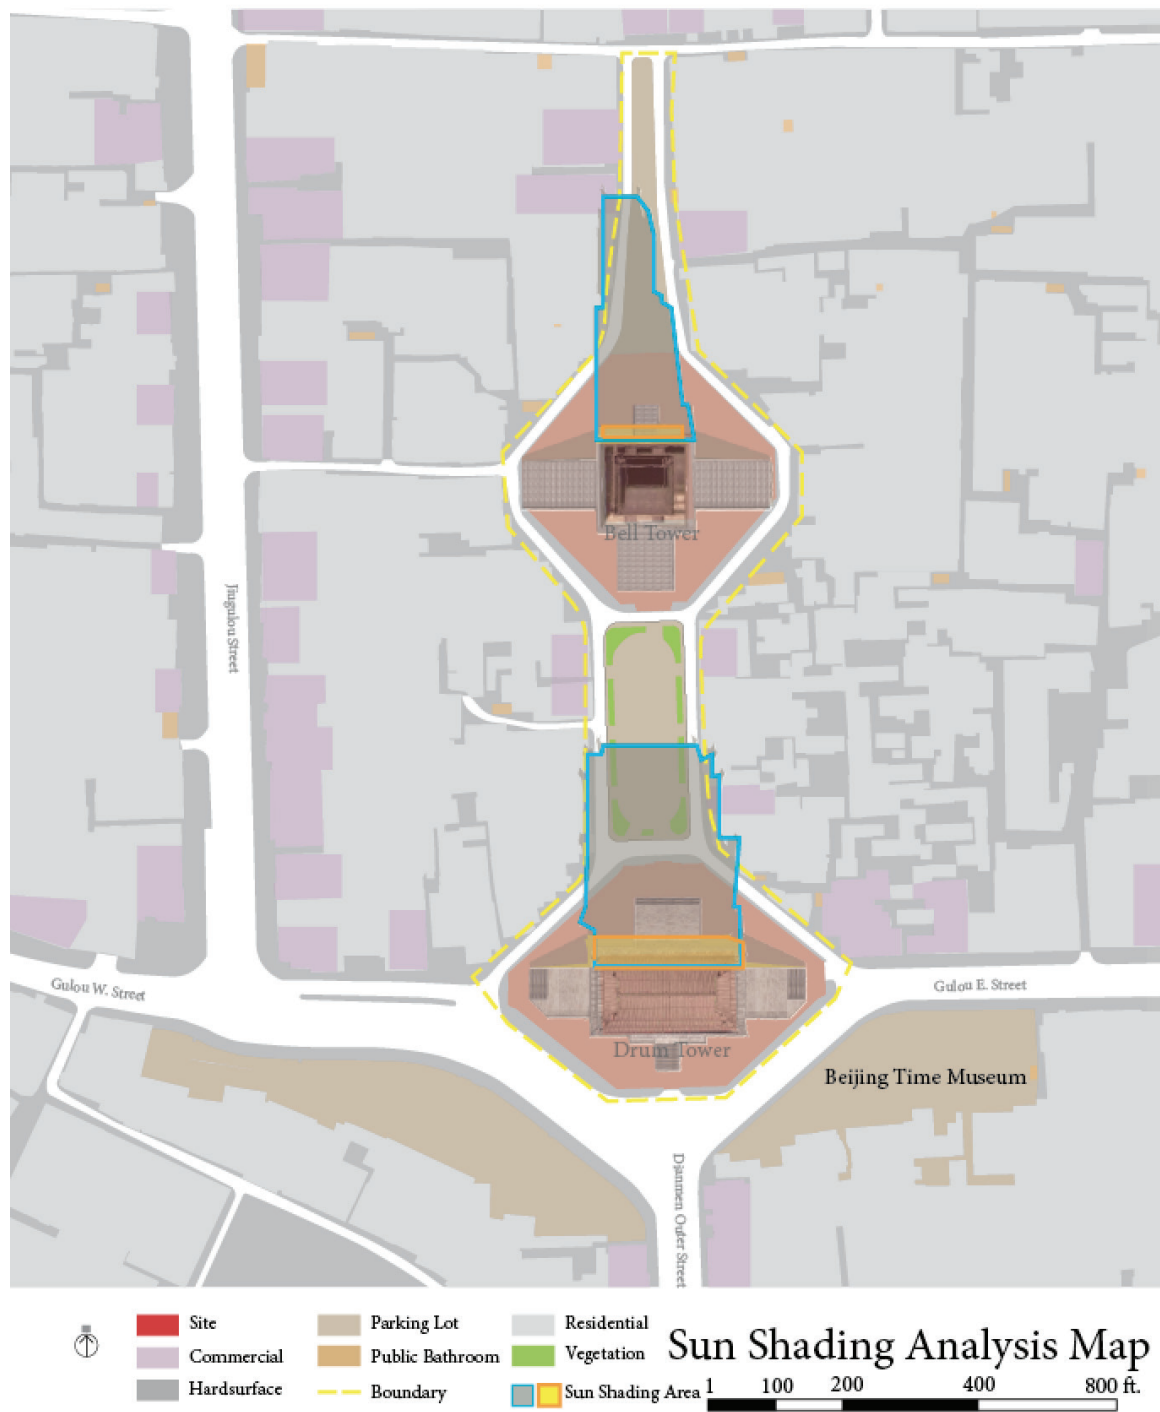 Bell Tower
Jiugulou Street
Gulou W. Street
Gulou E. Street
Drum Tower
Beijing Time Museum
Dianmen Outer Street
Site
Parking Lot
Residential
Commercial
Public Bathroom
Vegetation
Hardsurface
Boundary
Sun Shading Area
Sun Shading Analysis Map
1 100 200 400 800 ft.